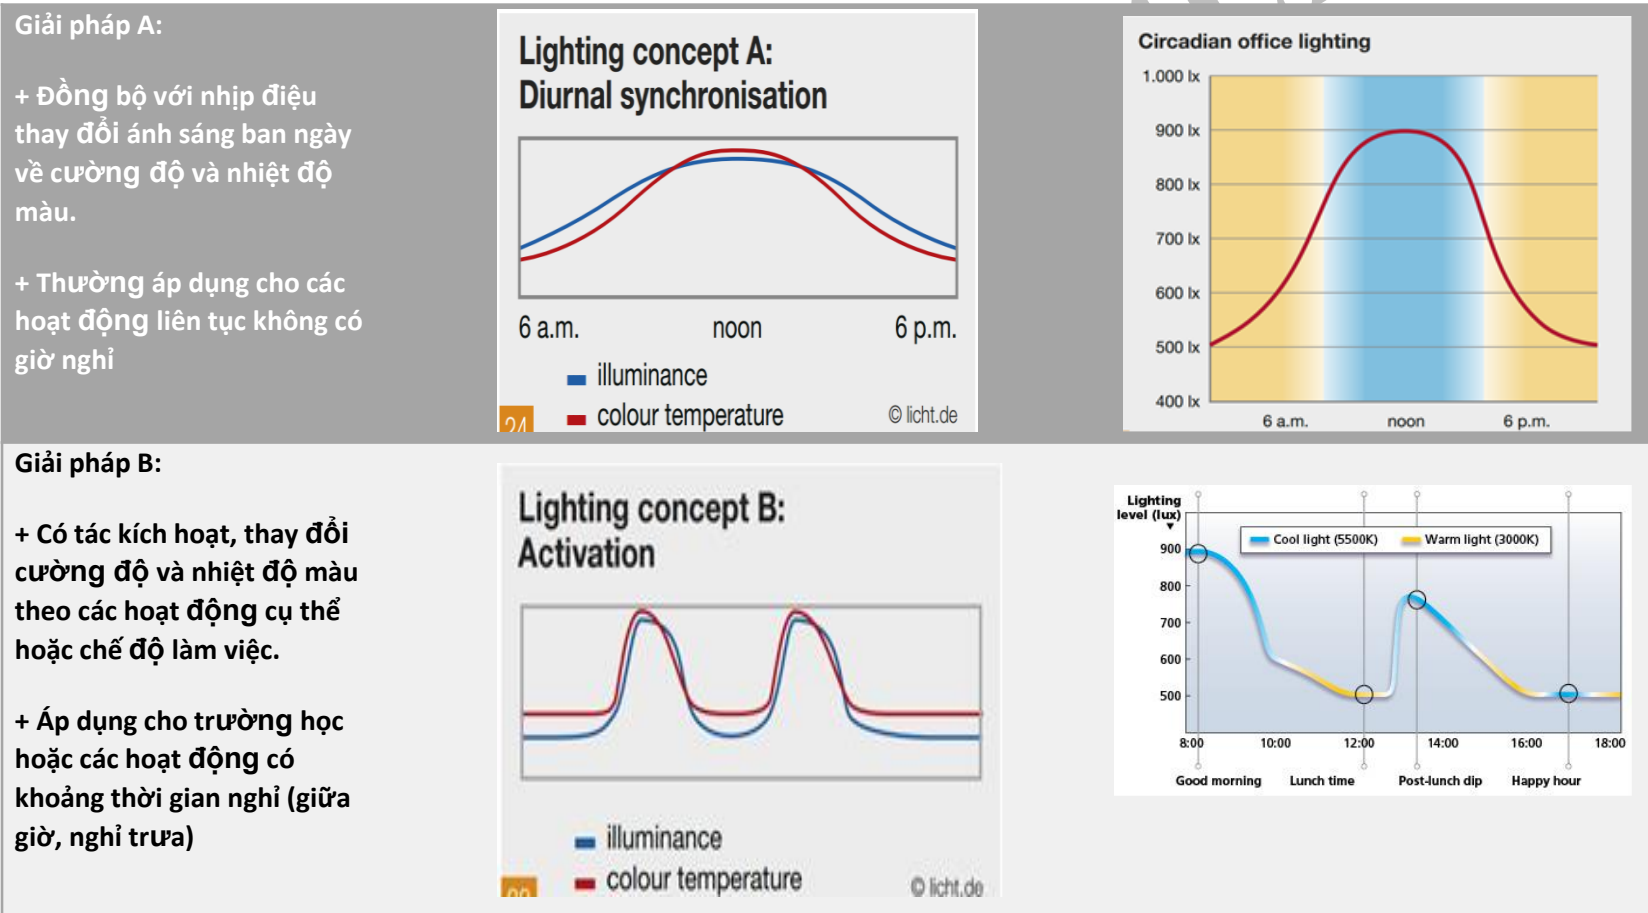 Giải pháp A:
+ Đồng bộ với nhịp điệu
thay đổi ánh sáng ban ngày
về cường độ và nhiệt độ
màu.
+ Thường áp dụng cho các
hoạt động liên tục không có
giờ nghỉ
Lighting concept A:
Diurnal synchronisation
6 a.m. noon 6 p.m.
illuminance
colour temperature
24 © licht.de
Circadian office lighting
1.000 lx
900 lx
800 lx
700 lx
600 lx
500 lx
400 lx
6 a.m. noon 6 p.m.
Giải pháp B:
+ Có tác kích hoạt, thay đổi
cường độ và nhiệt độ màu
theo các hoạt động cụ thể
hoặc chế độ làm việc.
+ Áp dụng cho trường học
hoặc các hoạt động có
khoảng thời gian nghỉ (giữa
giờ, nghỉ trưa)
Lighting concept B:
Activation
illuminance
colour temperature
© licht.de
Lighting
level (lux)
Cool light (5500K) Warm light (3000K)
900
800
700
600
500
8:00 10:00 12:00 14:00 16:00 18:00
Good morning Lunch time Post-lunch dip Happy hour